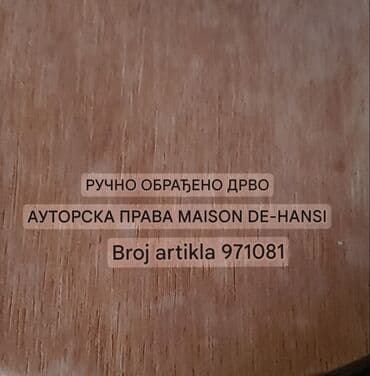 РУЧНО ОБРАЂЕНО ДРВО
АУТОРСКА ПРАВА MAISON DE-HANSI
Broj artikla 971081